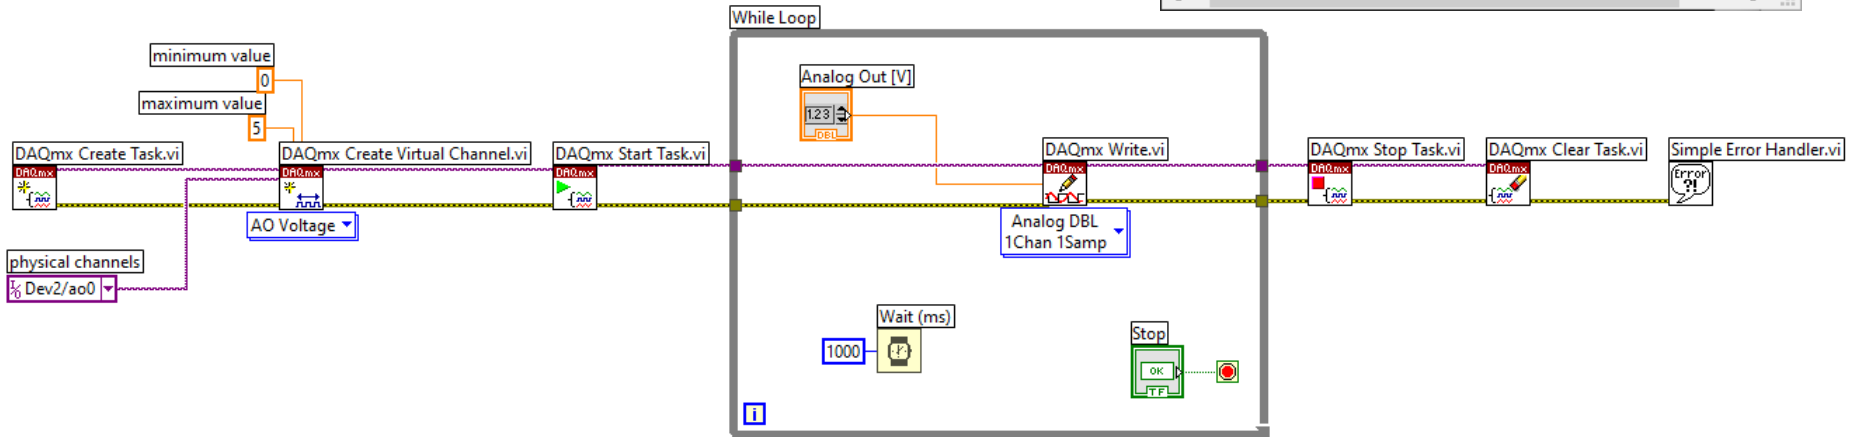 While Loop
minimum value
0
maximum value
5
Analog Out [V]
1.23
DBL
DAQmx Create Task.vi
DAQmx Create Virtual Channel.vi
DAQmx Start Task.vi
DAQmx Write.vi
DAQmx Stop Task.vi
DAQmx Clear Task.vi
Simple Error Handler.vi
DAQmx
DAQmx
DAQmx
DAQmx
DAQmx
DAQmx
Error
?!
AO Voltage
Analog DBL
1Chan 1Samp
physical channels
I/O Dev2/ao0
Wait (ms)
1000
Stop
OK
TF
i